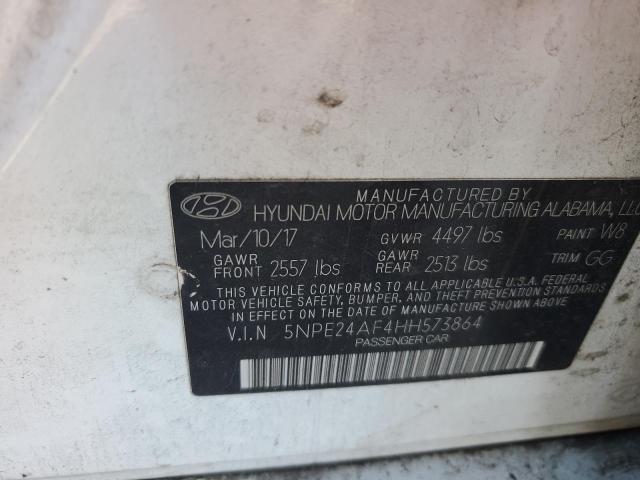 MANUFACTURED BY
HYUNDAI MOTOR MANUFACTURING ALABAMA, LLC
Mar/10/17 GVWR 4497 lbs PAINT W8
GAWR FRONT 2557 lbs GAWR REAR 2513 lbs TRIM GG
THIS VEHICLE CONFORMS TO ALL APPLICABLE U.S.A. FEDERAL
MOTOR VEHICLE SAFETY, BUMPER, AND THEFT PREVENTION STANDARDS
IN EFFECT ON THE DATE OF MANUFACTURE SHOWN ABOVE.
V.I.N 5NPE24AF4HH573864
PASSENGER CAR